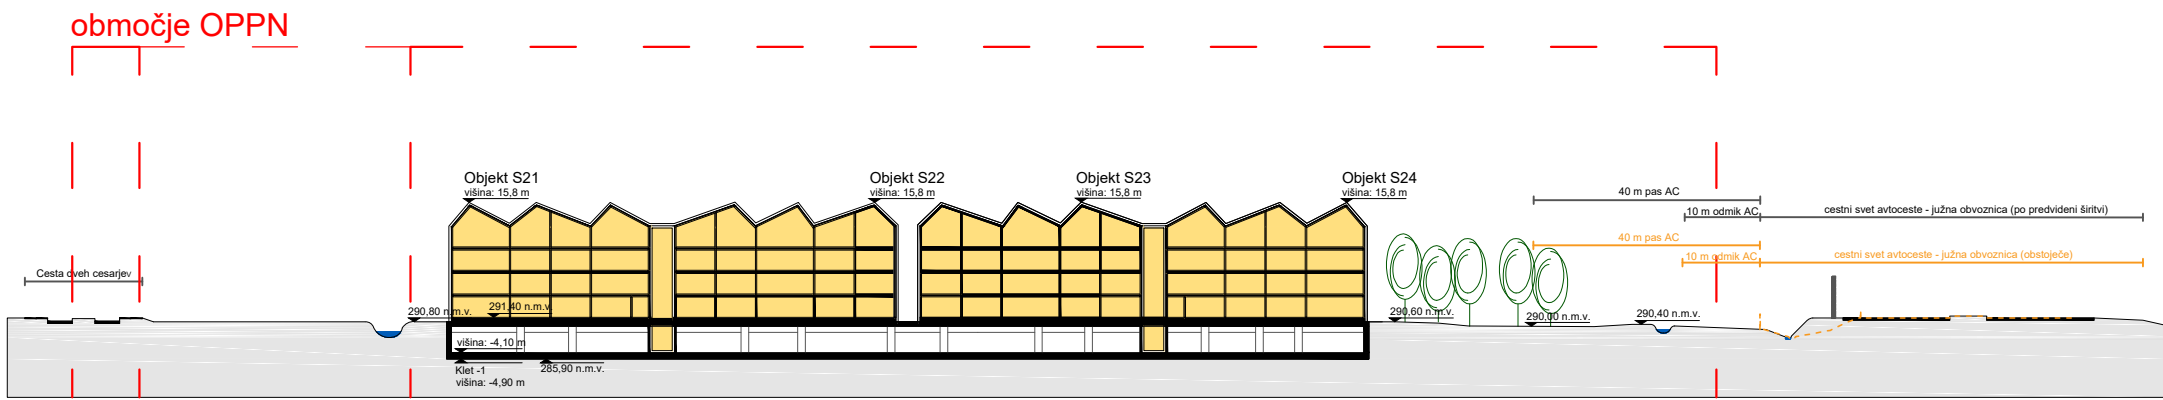 območje OPPN
Objekt S21
višina: 15,8 m
Objekt S22
višina: 15,8 m
Objekt S23
višina: 15,8 m
Objekt S24
višina: 15,8 m
40 m pas AC
10 m odmik AC
cestni svet avtoceste - južna obvoznica (po predvideni širitvi)
40 m pas AC
10 m odmik AC
cestni svet avtoceste - južna obvoznica (obstoječe)
Cesta dveh cesarjev
290,80 n.m.v.
291,40 n.m.v.
290,60 n.m.v.
290,00 n.m.v.
290,40 n.m.v.
višina: -4,10 m
Klet -1
višina: -4,90 m
285,90 n.m.v.